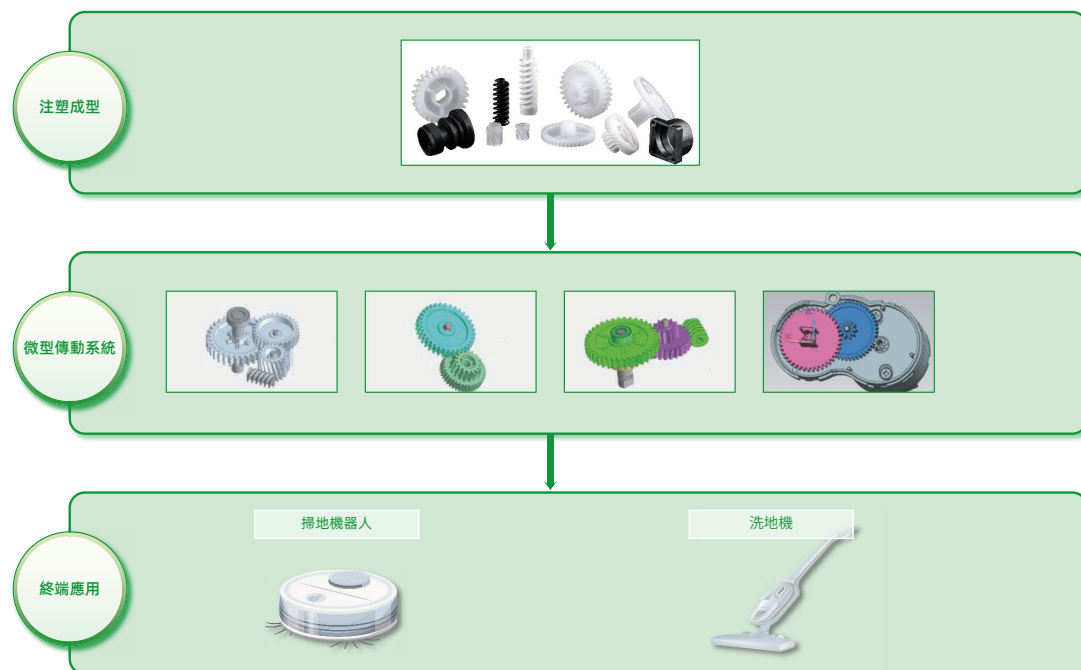 注塑成型
微型傳動系統
掃地機器人
洗地機
終端應用